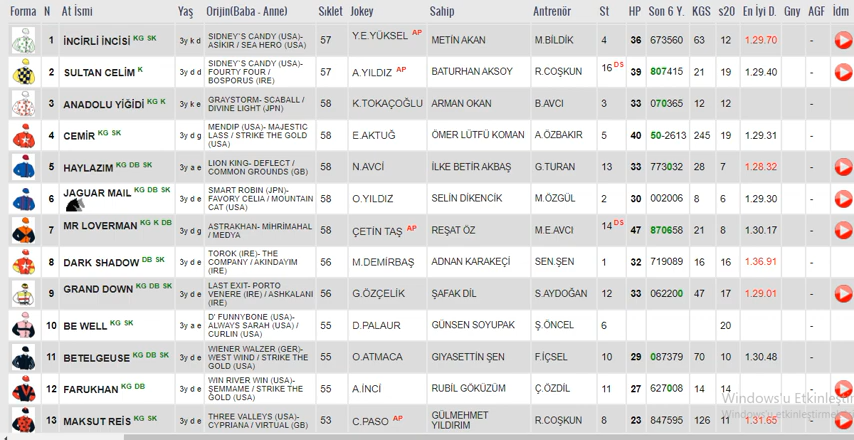 Forma N At İsmi Yaş Orijin(Baba - Anne) Sıklet Jokey Sahip Antrenör St HP Son 6 Y. KGS s20 En İyi D. Gny AGF İdm
1 İNCİRLİ İNCİSİ KG SK 3y k d SIDNEY`S CANDY (USA)- ASIKIR / SEA HERO (USA) 57 Y.E.YÜKSEL AP METİN AKAN M.BİLDİK 4 36 673560 63 12 1.29.70 -
2 SULTAN CELİM K 3y d d SIDNEY`S CANDY (USA)- FOURTY FOUR / BOSPORUS (IRE) 57 A.YILDIZ AP BATURHAN AKSOY R.COŞKUN 16 DS 39 807415 21 19 1.29.40 -
3 ANADOLU YİĞİDİ KG K 3y k e GRAYSTORM- SCABALL / DIVINE LIGHT (JPN) 58 K.TOKAÇOĞLU ARMAN OKAN B.AVCI 3 33 070365 12 12 -
4 CEMİR KG SK 3y d g MENDIP (USA)- MAJESTIC LASS / STRIKE THE GOLD (USA) 58 E.AKTUĞ ÖMER LÜTFÜ KOMAN A.ÖZBAKIR 5 40 50-2613 245 19 1.29.31 -
5 HAYLAZIM KG DB SK 3y a e LION KING- DEFLECT / COMMON GROUNDS (GB) 58 N.AVCI İLKE BETİR AKBAŞ G.TURAN 13 33 773032 28 7 1.28.32 -
6 JAGUAR MAIL KG DB SK 3y d e SMART ROBIN (JPN)- FAVORY CELIA / MOUNTAIN CAT (USA) 58 O.YILDIZ SELİN DİKENCİK M.ÖZGÜL 2 30 002006 8 6 1.29.30 -
7 MR LOVERMAN KG K DB 3y d g ASTRAKHAN- MİHRİMAHAL / MEDYA 58 ÇETİN TAŞ AP REŞAT ÖZ M.E.AVCI 14 DS 47 870658 21 8 1.30.17 -
8 DARK SHADOW DB SK 3y d e TOROK (IRE)- THE COMPANY / AKINDAYIM (IRE) 56 M.DEMİRBAŞ ADNAN KARAKEÇİ SEN.ŞEN 1 32 719089 16 16 1.36.91 -
9 GRAND DOWN KG DB SK 3y d e LAST EXIT- PORTO VENERE (IRE) / ASHKALANI (IRE) 56 G.ÖZÇELİK ŞAFAK DİL S.AYDOĞAN 12 33 062200 47 17 1.29.01 -
10 BE WELL KG SK 3y a e D' FUNNYBONE (USA)- ALWAYS SARAH (USA) / CURLIN (USA) 55 D.PALAUR GÜNSEN SOYUPAK Ş.ÖNCEL 6 20 -
11 BETELGEUSE KG DB SK 3y d e WIENER WALZER (GER)- WEST WIND / STRIKE THE GOLD (USA) 55 O.ATMACA GIYASETTİN ŞEN F.İÇSEL 10 29 087379 70 10 1.30.48 -
12 FARUKHAN KG DB 3y d e WIN RIVER WIN (USA)- SEMMAME / STRIKE THE GOLD (USA) 55 A.İNCİ RUBİL GÖKÜZÜM Ç.ÖZDİL 11 27 627008 14 14 -
Windows'u Etkinleştir
13 MAKSUT REİS KG SK 3y d e THREE VALLEYS (USA)- CYPRIANA / VIRTUAL (GB) 53 C.PASO AP GÜLMEHMET YILDIRIM R.COŞKUN 8 23 847595 126 11 1.31.65 -
Windows'u etkinleştirmek